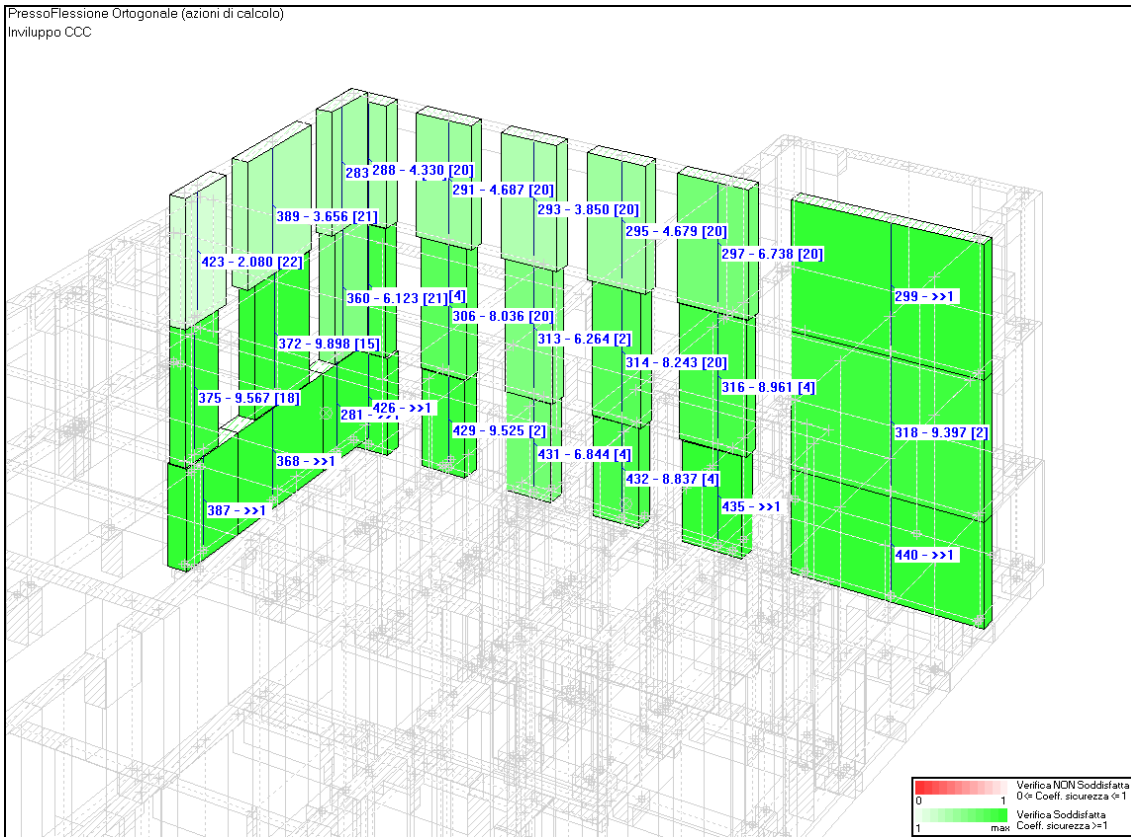 PressoFlessione Ortogonale (azioni di calcolo)
Inviluppo CCC
283
288 - 4.330 [20]
291 - 4.687 [20]
293 - 3.850 [20]
295 - 4.679 [20]
297 - 6.738 [20]
389 - 3.656 [21]
423 - 2.080 [22]
299 - >>1
360 - 6.123 [21]
[4]
306 - 8.036 [20]
313 - 6.264 [2]
314 - 8.243 [20]
316 - 8.961 [4]
372 - 9.898 [15]
375 - 9.567 [18]
318 - 9.397 [2]
281 - >>1
426 - >>1
429 - 9.525 [2]
431 - 6.844 [4]
432 - 8.837 [4]
435 - >>1
368 - >>1
387 - >>1
440 - >>1
Verifica NON Soddisfatta
0<= Coeff. sicurezza <=1
0 1
Verifica Soddisfatta
Coeff. sicurezza >=1
1 max